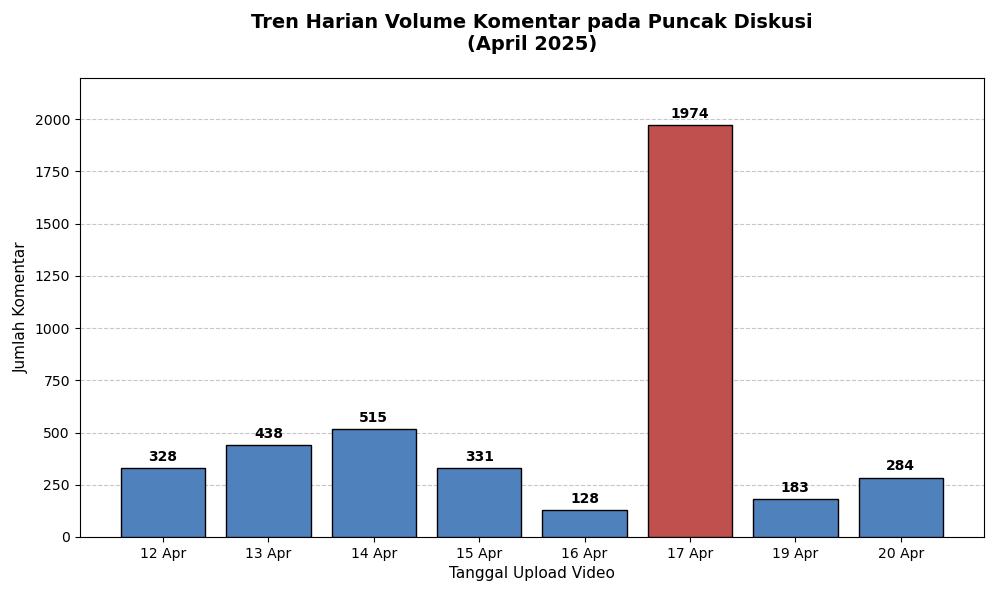 Tren Harian Volume Komentar pada Puncak Diskusi
(April 2025)
Jumlah Komentar
2000
1750
1500
1250
1000
750
500
250
0
328
438
515
331
128
1974
183
284
12 Apr
13 Apr
14 Apr
15 Apr
16 Apr
17 Apr
19 Apr
20 Apr
Tanggal Upload Video